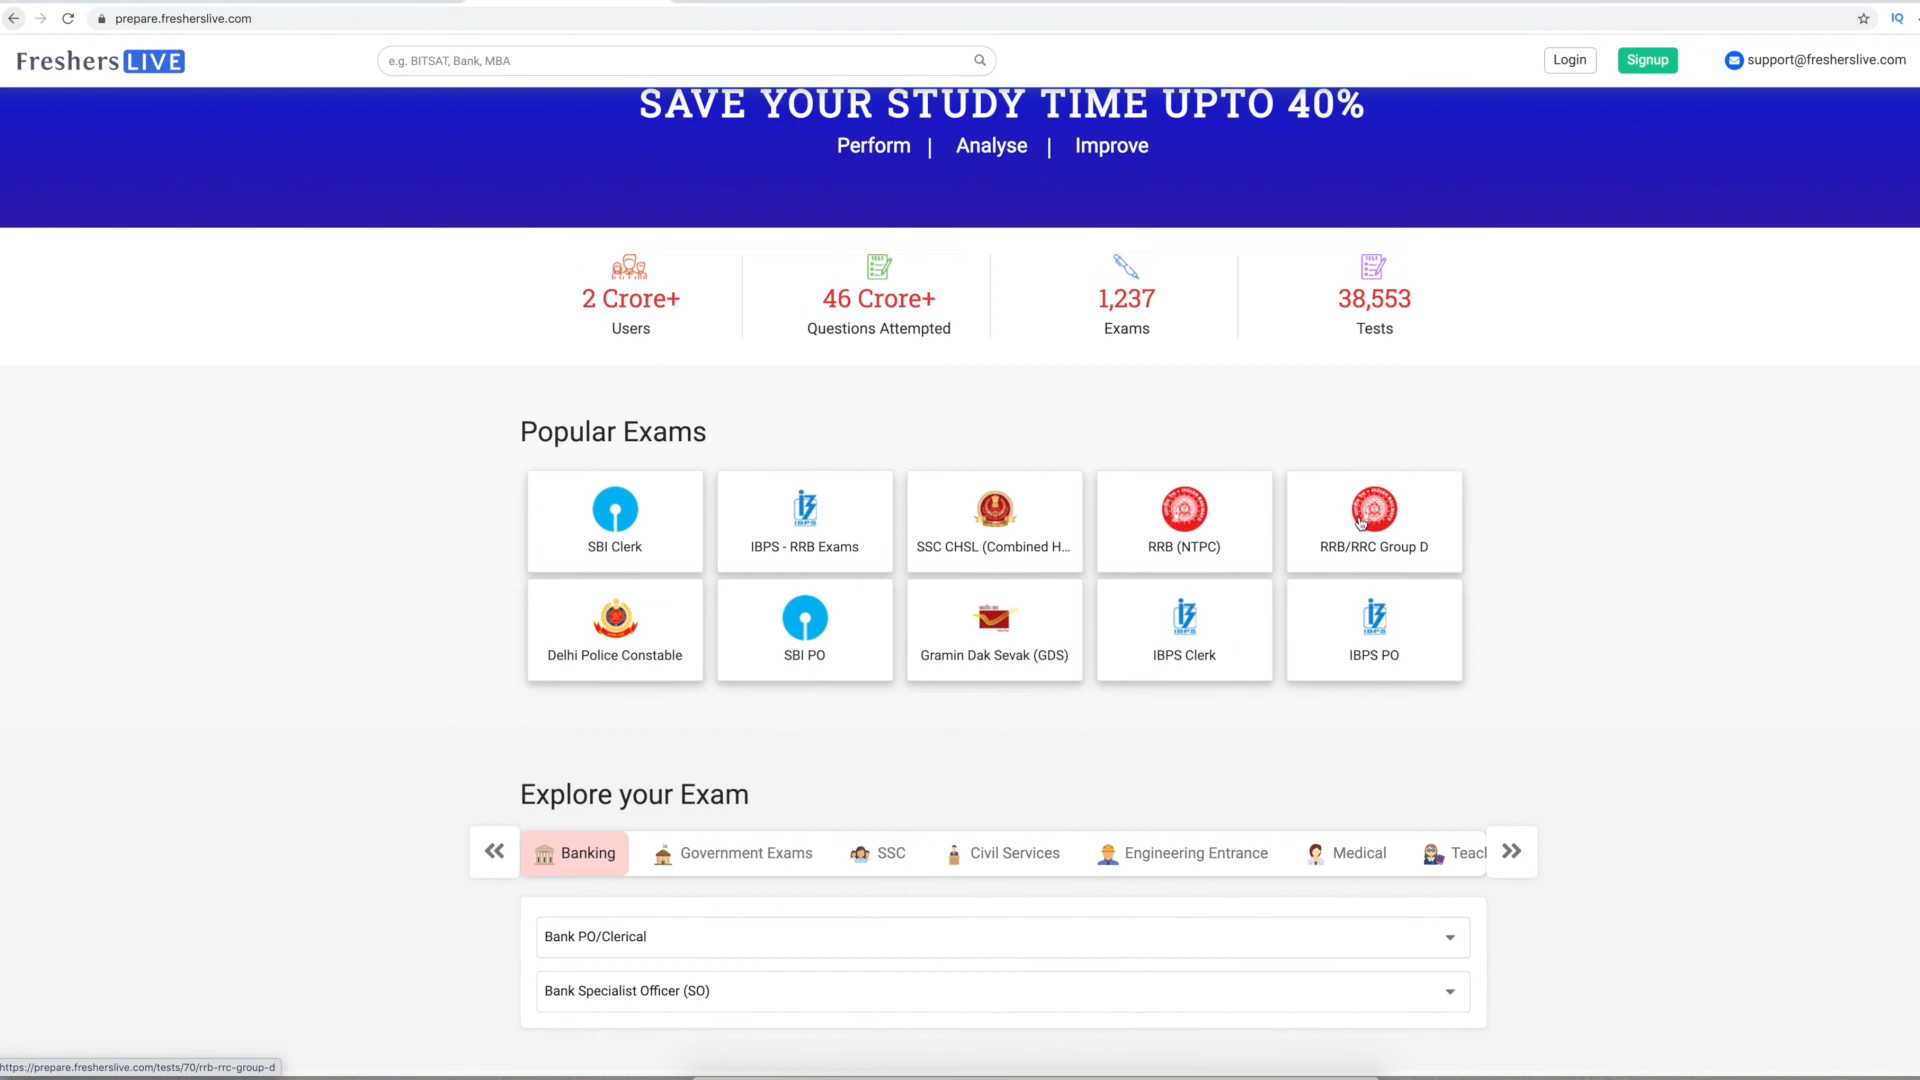 prepare.fresherslive.com
IQ
Freshers LIVE
e.g. BITSAT, Bank, MBA
Login
Signup
support@fresherslive.com
SAVE YOUR STUDY TIME UPTO 40%
Perform | Analyse | Improve
2 Crore+
Users
46 Crore+
Questions Attempted
1,237
Exams
38,553
Tests
Popular Exams
SBI Clerk
IBPS - RRB Exams
SSC CHSL (Combined H...
RRB (NTPC)
RRB/RRC Group D
Delhi Police Constable
SBI PO
Gramin Dak Sevak (GDS)
IBPS Clerk
IBPS PO
Explore your Exam
Banking
Government Exams
SSC
Civil Services
Engineering Entrance
Medical
Teacl
Bank PO/Clerical
Bank Specialist Officer (SO)
https://prepare.fresherslive.com/tests/70/rrb-rrc-group-d